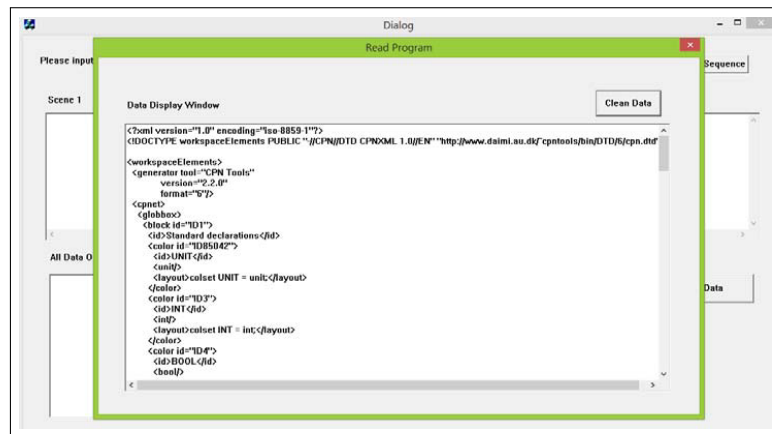 Dialog
Read Program
Please input
Sequence
Scene 1
Data Display Window
Clean Data
<?xml version="1.0" encoding="iso-8859-1"?>
<!DOCTYPE workspaceElements PUBLIC "-//CPN//DTD CPNXML 1.0//EN" "http://www.daimi.au.dk/~cpntools/bin/DTD/6/cpn.dtd"
<workspaceElements>
<generator tool="CPN Tools"
version="2.2.0"
format="6"/>
<cpnet>
<globbox>
<block id="ID1">
<id>Standard declarations</id>
<color id="ID85042">
<id>UNIT</id>
<unit/>
<layout>colset UNIT = unit;</layout>
</color>
<color id="ID3">
<id>INT</id>
<int/>
<layout>colset INT = int;</layout>
</color>
<color id="ID4">
<id>BOOL</id>
<bool/>
All Data O
Data